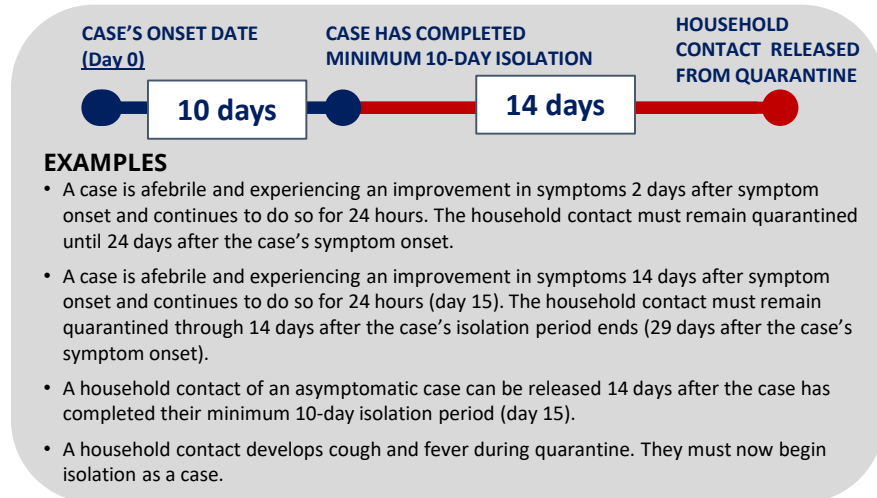 CASE'S ONSET DATE
(Day 0)
CASE HAS COMPLETED
MINIMUM 10-DAY ISOLATION
HOUSEHOLD
CONTACT RELEASED
FROM QUARANTINE
10 days
14 days
EXAMPLES
• A case is afebrile and experiencing an improvement in symptoms 2 days after symptom
onset and continues to do so for 24 hours. The household contact must remain quarantined
until 24 days after the case's symptom onset.
• A case is afebrile and experiencing an improvement in symptoms 14 days after symptom
onset and continues to do so for 24 hours (day 15). The household contact must remain
quarantined through 14 days after the case's isolation period ends (29 days after the case's
symptom onset).
• A household contact of an asymptomatic case can be released 14 days after the case has
completed their minimum 10-day isolation period (day 15).
• A household contact develops cough and fever during quarantine. They must now begin
isolation as a case.